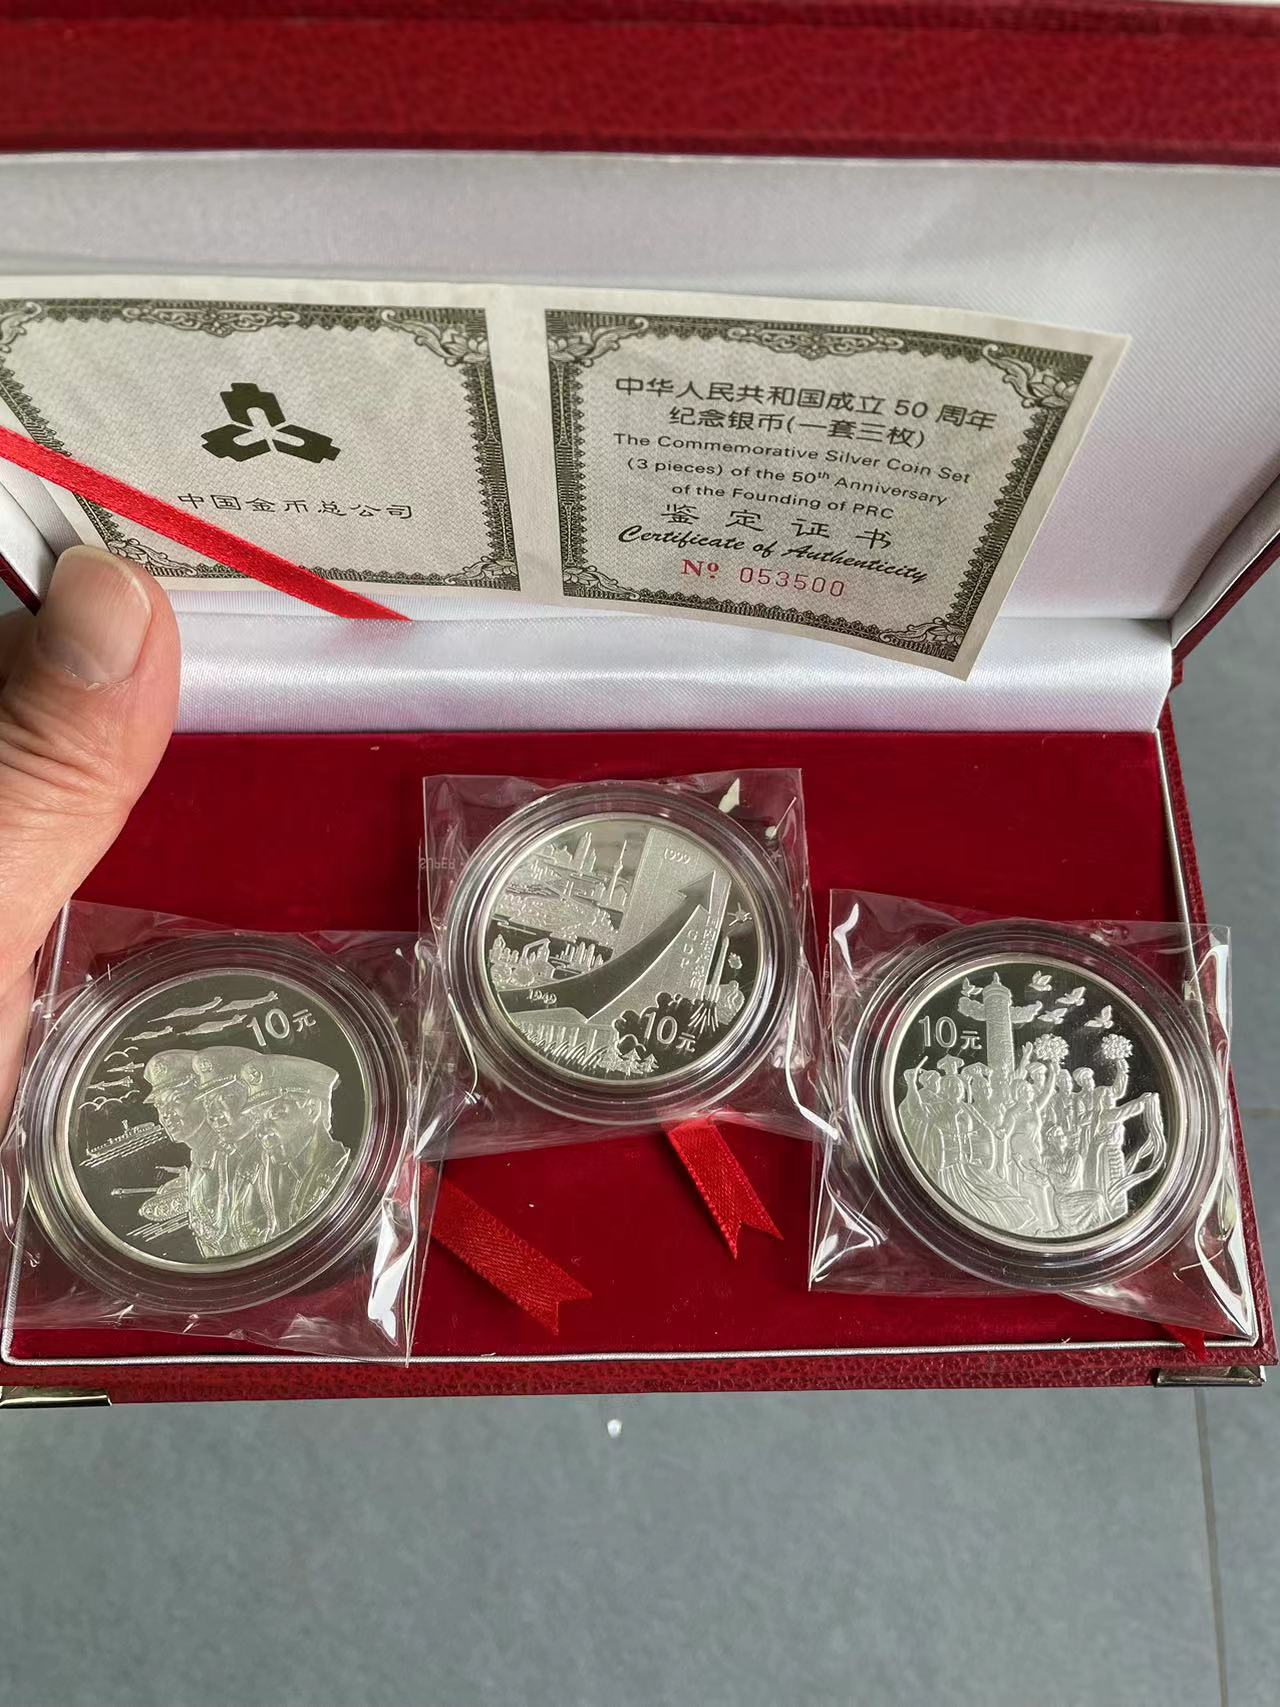 中国金币总公司
中华人民共和国成立 50 周年
纪念银币(一套三枚)
The Commemorative Silver Coin Set
(3 pieces) of the 50th Anniversary
of the Founding of PRC
鉴定证书
Certificate of Authenticity
Nº 053500
SUPER
1999
1949
10元
10元
10元